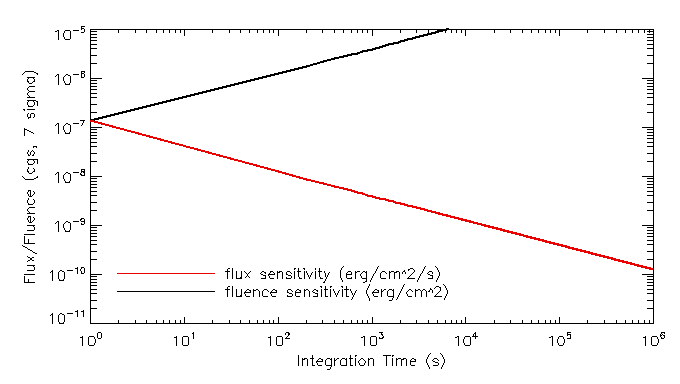 10^-5
10^-6
10^-7
10^-8
10^-9
10^-10
10^-11
Flux/Fluence (cgs, 7 sigma)
flux sensitivity (erg/cm^2/s)
fluence sensitivity (erg/cm^2)
10^0 10^1 10^2 10^3 10^4 10^5 10^6
Integration Time (s)